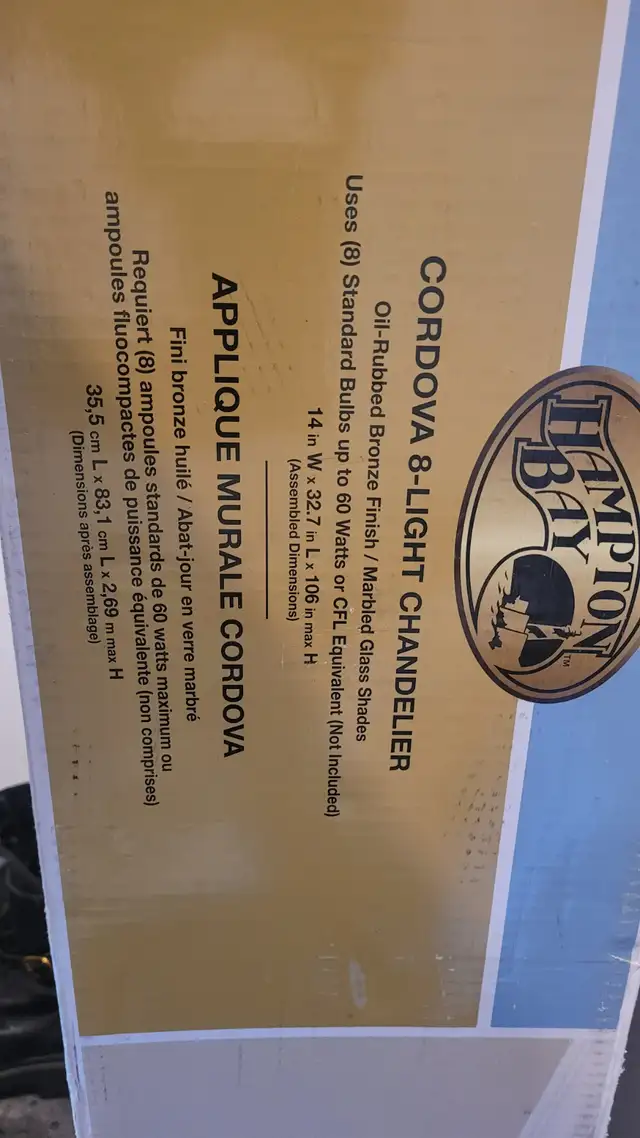 HAMPTON
BAY™
CORDOVA 8-LIGHT CHANDELIER
Oil-Rubbed Bronze Finish / Marbled Glass Shades
Uses (8) Standard Bulbs up to 60 Watts or CFL Equivalent (Not Included)
14 in W x 32.7 in L x 106 in max H
(Assembled Dimensions)
APPLIQUE MURALE CORDOVA
Fini bronze huilé / Abat-jour en verre marbré
Requiert (8) ampoules standards de 60 watts maximum ou
ampoules fluocompactes de puissance équivalente (non comprises)
35,5 cm L x 83,1 cm L x 2,69 m max H
(Dimensions après assemblage)